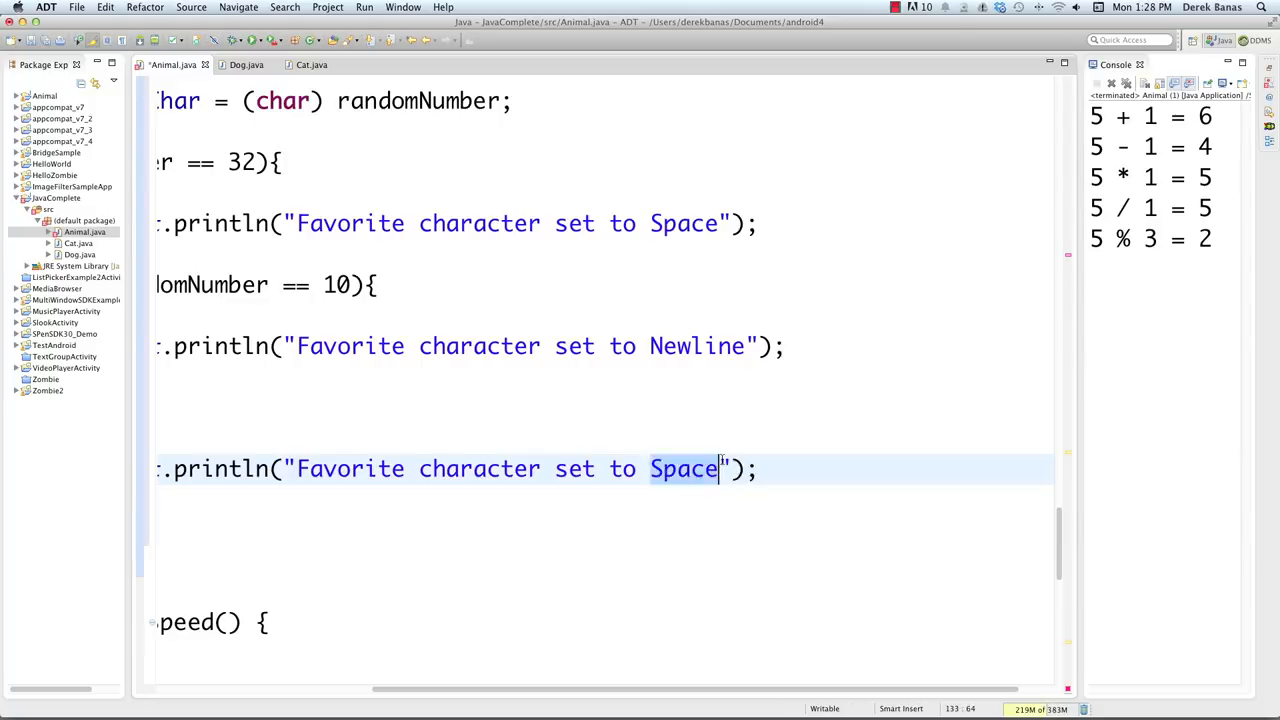 ADT File Edit Refactor Source Navigate Search Project Run Window Help 10 Mon 1:28 PM Derek Banas
Java – JavaComplete/src/Animal.java – ADT – /Users/derekbanas/Documents/android4
Quick Access Java DDMS
Package Exp
*Animal.java Dog.java Cat.java
Console
Animal
appcompat_v7
appcompat_v7_2
appcompat_v7_3
appcompat_v7_4
BridgeSample
HelloWorld
HelloZombie
ImageFilterSampleApp
JavaComplete
src
(default package)
Animal.java
Cat.java
Dog.java
JRE System Library [
ListPickerExample2Activi
MediaBrowser
MultiWindowSDKExample
MusicPlayerActivity
SlookActivity
SPenSDK30_Demo
TestAndroid
TextGroupActivity
VideoPlayerActivity
Zombie
Zombie2
Char = (char) randomNumber;
er == 32){
t.println("Favorite character set to Space");
domNumber == 10){
t.println("Favorite character set to Newline");
t.println("Favorite character set to Space");
peed() {
<terminated> Animal (1) [Java Application] /S
5 + 1 = 6
5 - 1 = 4
5 * 1 = 5
5 / 1 = 5
5 % 3 = 2
Writable Smart Insert 133 : 64 219M of 383M